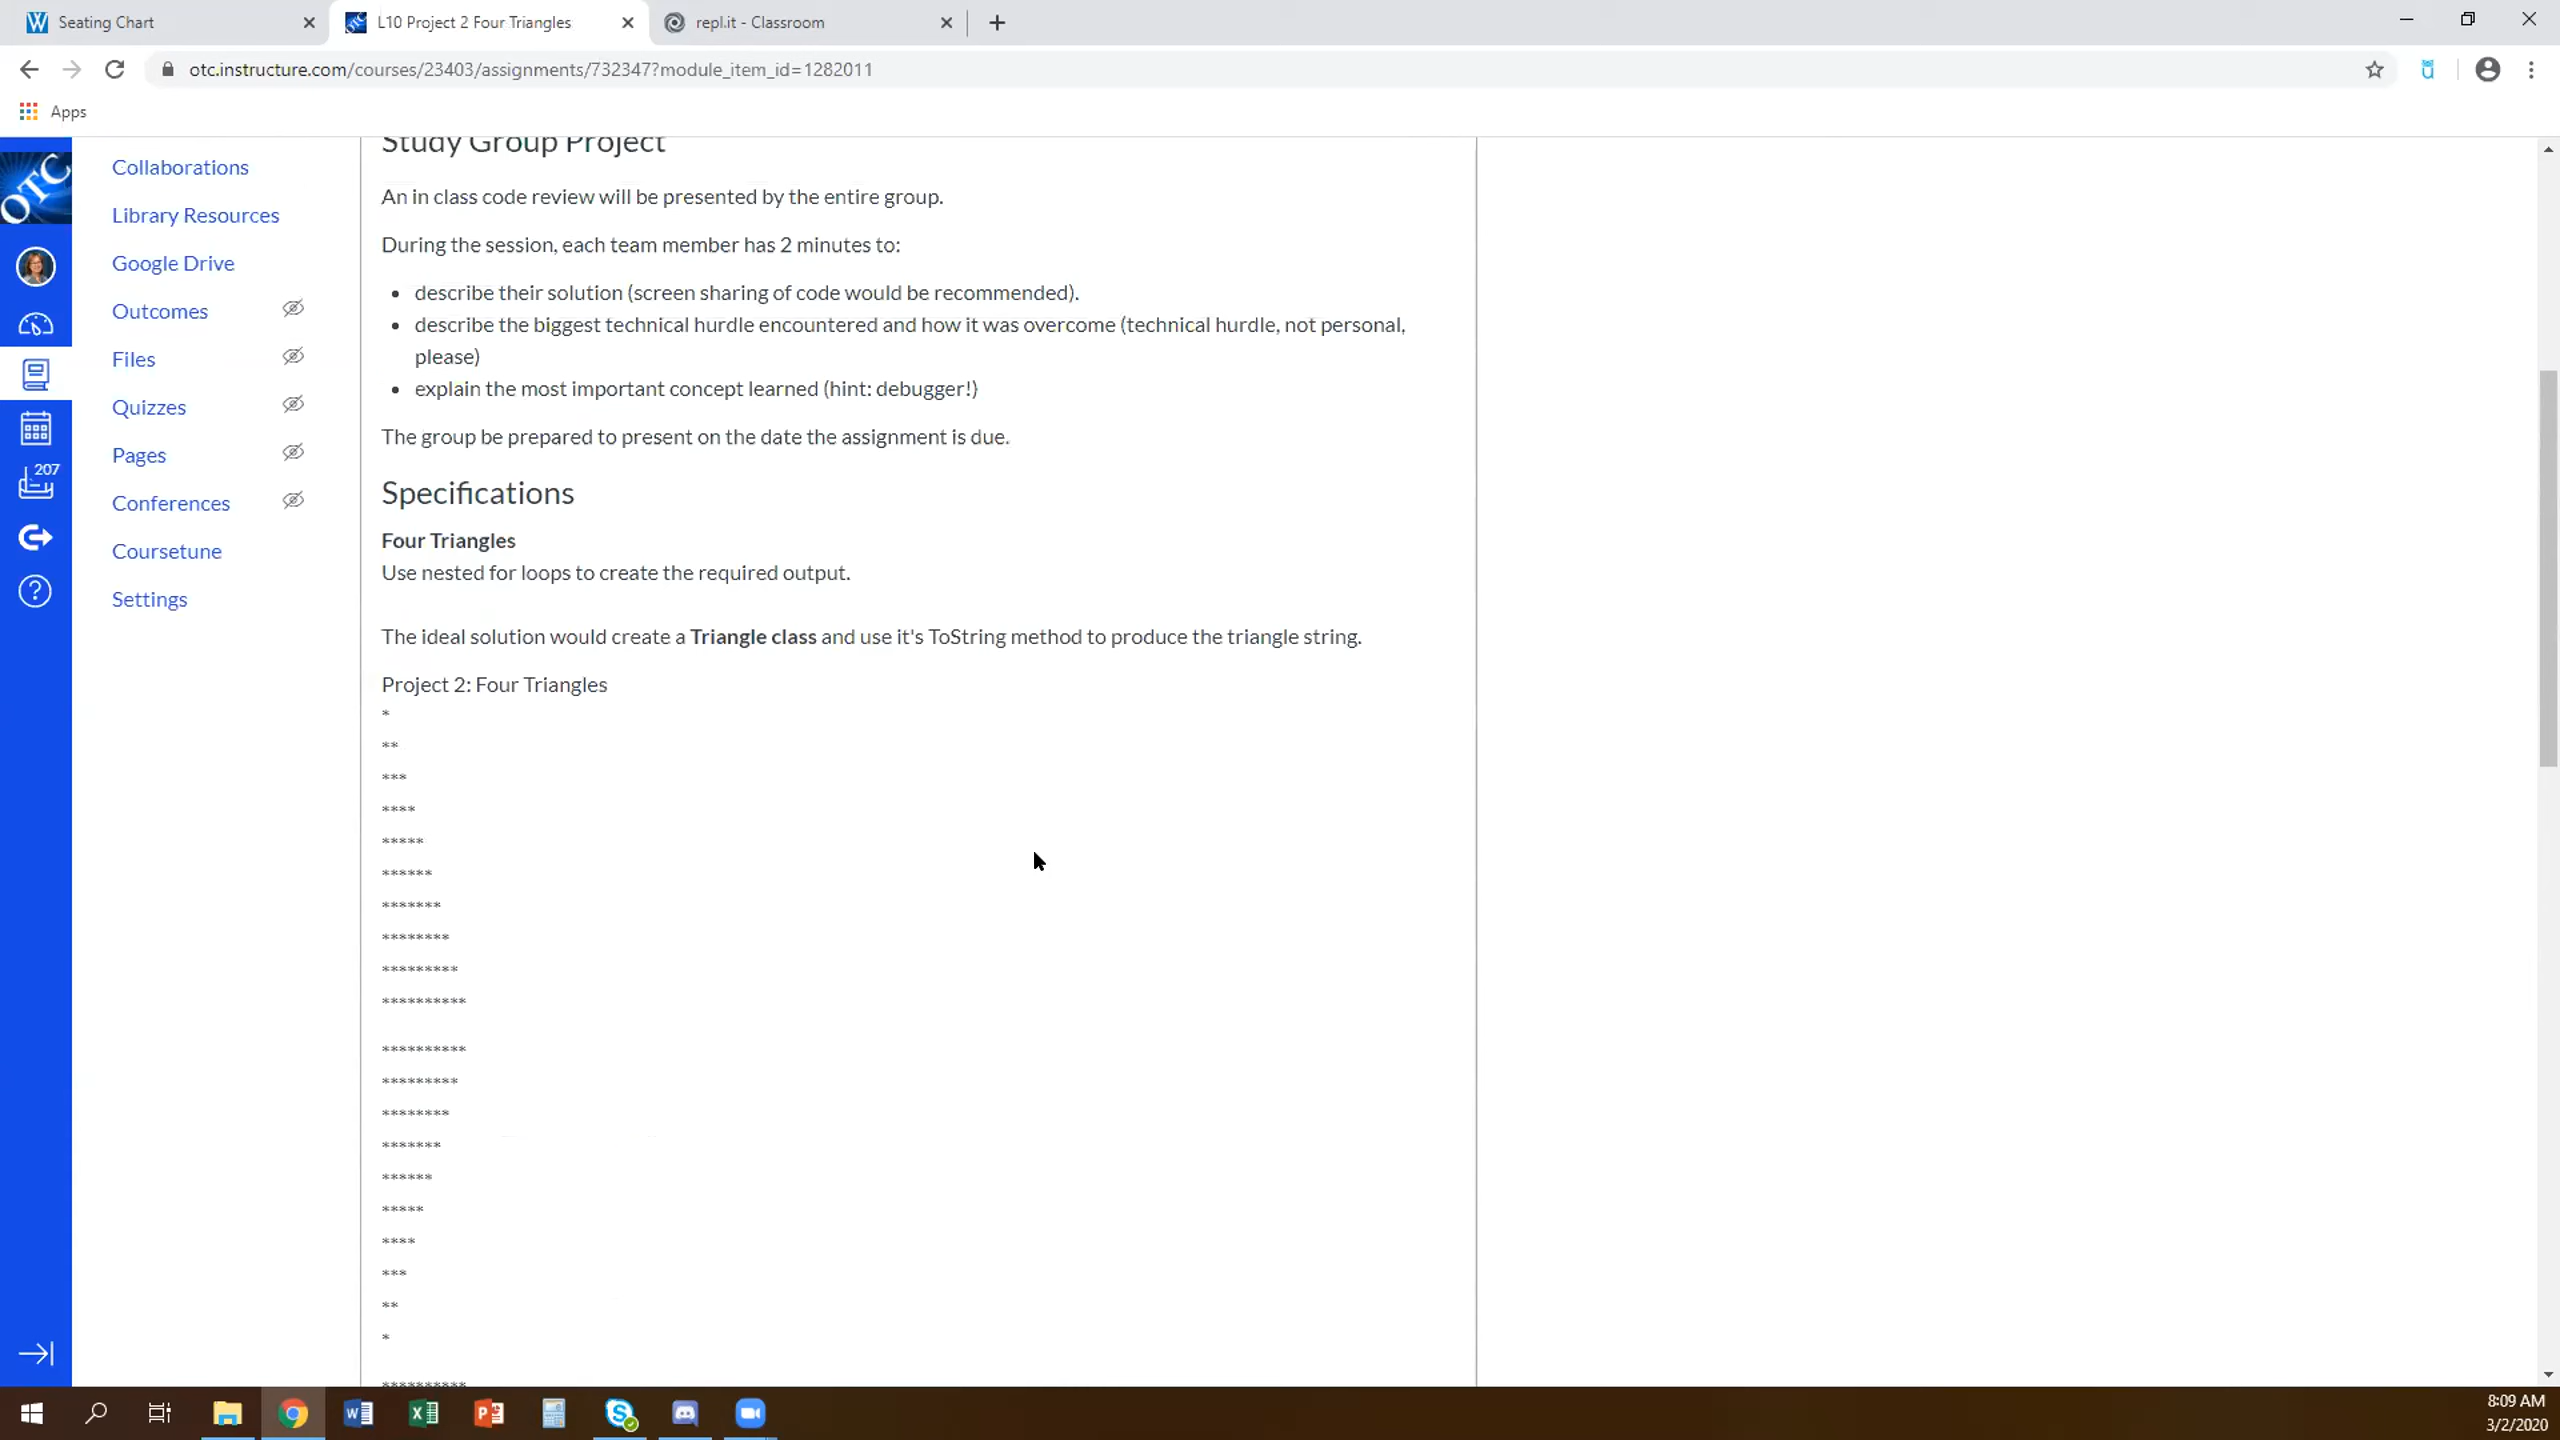 Seating Chart
L10 Project 2 Four Triangles
repl.it - Classroom
otc.instructure.com/courses/23403/assignments/732347?module_item_id=1282011
Apps
OTC
207
Collaborations
Library Resources
Google Drive
Outcomes
Files
Quizzes
Pages
Conferences
Coursetune
Settings
Study Group Project
An in class code review will be presented by the entire group.
During the session, each team member has 2 minutes to:
• describe their solution (screen sharing of code would be recommended).
• describe the biggest technical hurdle encountered and how it was overcome (technical hurdle, not personal,
please)
• explain the most important concept learned (hint: debugger!)
The group be prepared to present on the date the assignment is due.
Specifications
Four Triangles
Use nested for loops to create the required output.
The ideal solution would create a Triangle class and use it's ToString method to produce the triangle string.
Project 2: Four Triangles
*
**
***
****
*****
******
*******
********
*********
**********
**********
*********
********
*******
******
*****
****
***
**
*
**********
8:09 AM
3/2/2020